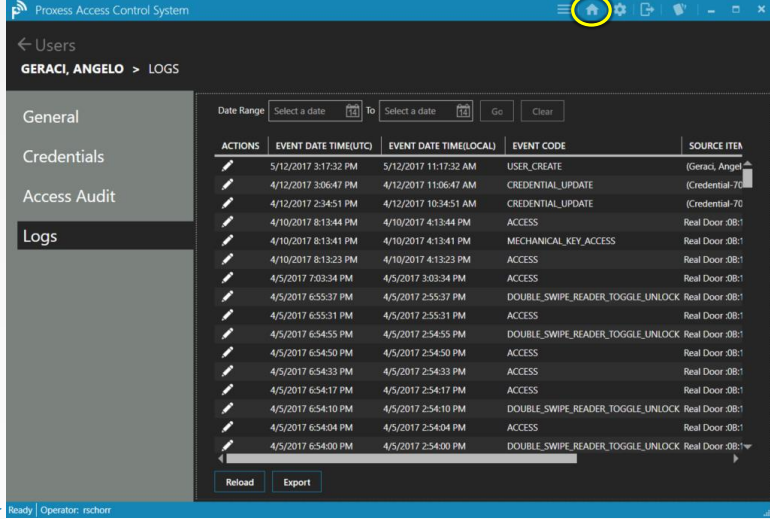 Proxess Access Control System
Users
GERACI, ANGELO > LOGS
General
Credentials
Access Audit
Logs
Date Range Select a date 14 To Select a date 14 Go Clear
ACTIONS EVENT DATE TIME(UTC) EVENT DATE TIME(LOCAL) EVENT CODE SOURCE ITEM
5/12/2017 3:17:32 PM 5/12/2017 11:17:32 AM USER_CREATE (Geraci, Angel
4/12/2017 3:06:47 PM 4/12/2017 11:06:47 AM CREDENTIAL_UPDATE (Credential-70
4/12/2017 2:34:51 PM 4/12/2017 10:34:51 AM CREDENTIAL_UPDATE (Credential-70
4/10/2017 8:13:44 PM 4/10/2017 4:13:44 PM ACCESS Real Door :0B:1
4/10/2017 8:13:41 PM 4/10/2017 4:13:41 PM MECHANICAL_KEY_ACCESS Real Door :0B:1
4/10/2017 8:13:23 PM 4/10/2017 4:13:23 PM ACCESS Real Door :0B:1
4/5/2017 7:03:34 PM 4/5/2017 3:03:34 PM ACCESS Real Door :0B:1
4/5/2017 6:55:37 PM 4/5/2017 2:55:37 PM DOUBLE_SWIPE_READER_TOGGLE_UNLOCK Real Door :0B:1
4/5/2017 6:55:31 PM 4/5/2017 2:55:31 PM ACCESS Real Door :0B:1
4/5/2017 6:54:55 PM 4/5/2017 2:54:55 PM DOUBLE_SWIPE_READER_TOGGLE_UNLOCK Real Door :0B:1
4/5/2017 6:54:50 PM 4/5/2017 2:54:50 PM ACCESS Real Door :0B:1
4/5/2017 6:54:33 PM 4/5/2017 2:54:33 PM ACCESS Real Door :0B:1
4/5/2017 6:54:17 PM 4/5/2017 2:54:17 PM ACCESS Real Door :0B:1
4/5/2017 6:54:10 PM 4/5/2017 2:54:10 PM DOUBLE_SWIPE_READER_TOGGLE_UNLOCK Real Door :0B:1
4/5/2017 6:54:04 PM 4/5/2017 2:54:04 PM ACCESS Real Door :0B:1
4/5/2017 6:54:00 PM 4/5/2017 2:54:00 PM DOUBLE_SWIPE_READER_TOGGLE_UNLOCK Real Door :0B:1
Reload Export
Ready Operator: rschorr